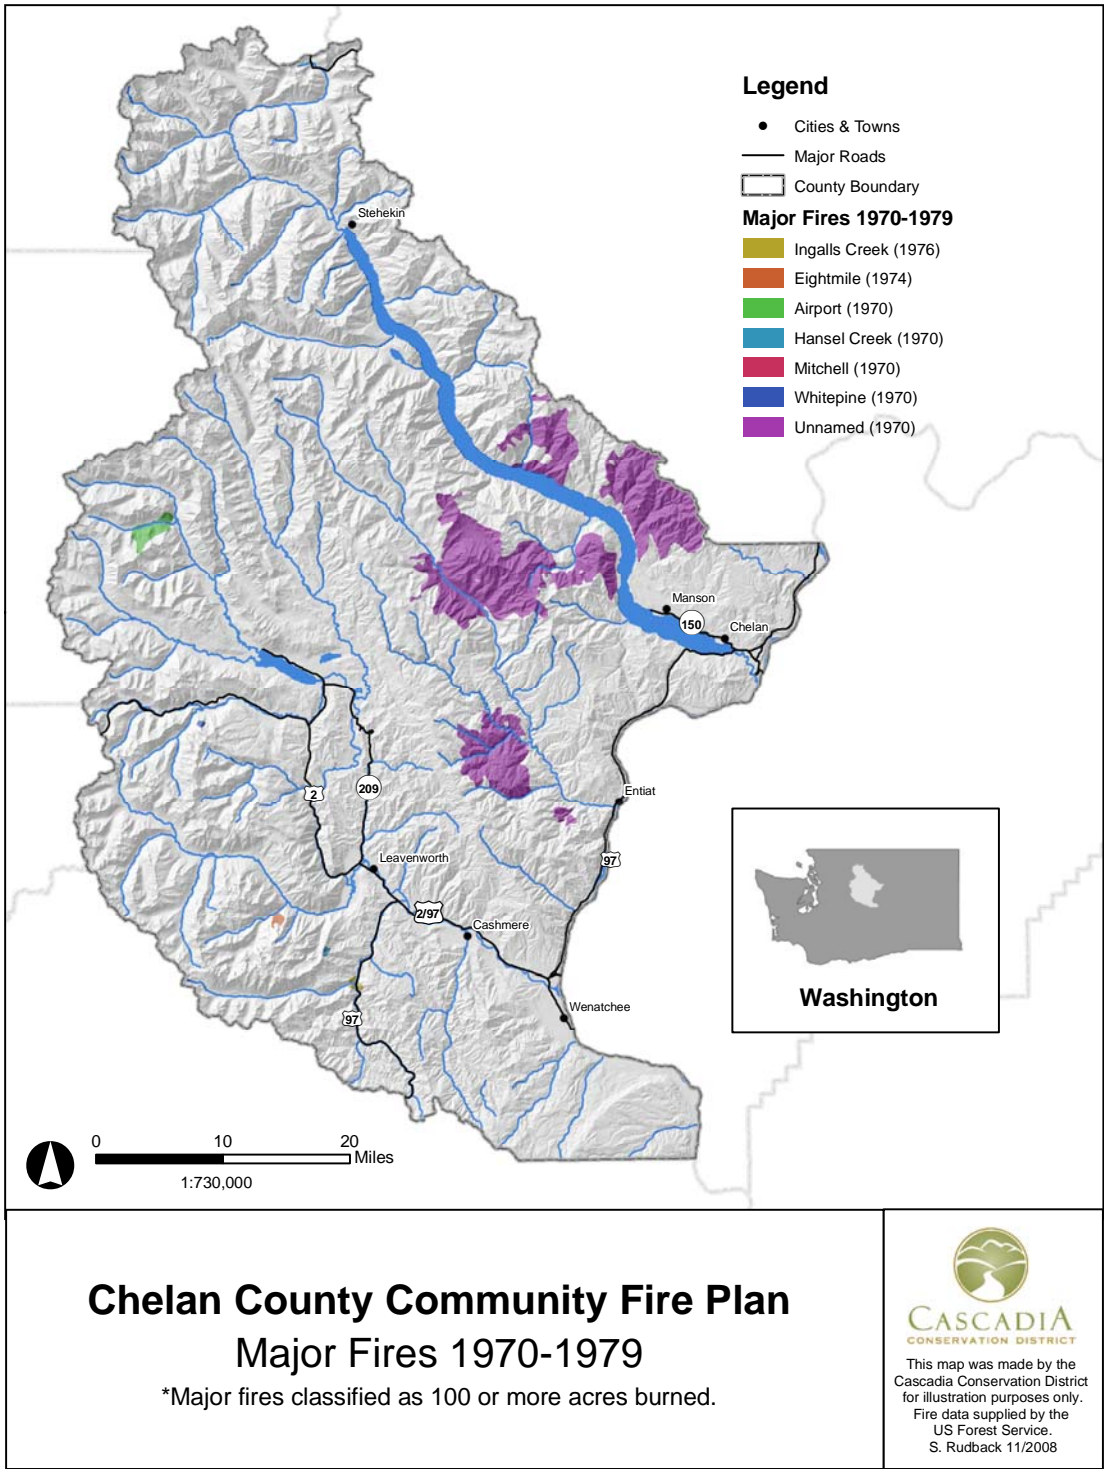 Legend
Cities & Towns
Major Roads
County Boundary
Major Fires 1970-1979
Ingalls Creek (1976)
Eightmile (1974)
Airport (1970)
Hansel Creek (1970)
Mitchell (1970)
Whitepine (1970)
Unnamed (1970)
Stehekin
Manson
150
Chelan
2
209
Entiat
97
Leavenworth
2/97
Cashmere
Wenatchee
97
Washington
0 10 20
Miles
1:730,000
Chelan County Community Fire Plan
Major Fires 1970-1979
*Major fires classified as 100 or more acres burned.
CASCADIA
CONSERVATION DISTRICT
This map was made by the
Cascadia Conservation District
for illustration purposes only.
Fire data supplied by the
US Forest Service.
S. Rudback 11/2008